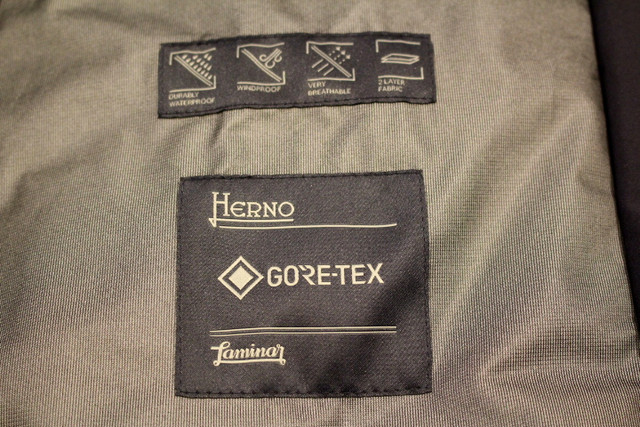 DURABLY
WATERPROOF
WINDPROOF
VERY
BREATHABLE
2 LAYER
FABRIC
HERNO
GORE-TEX
Laminar